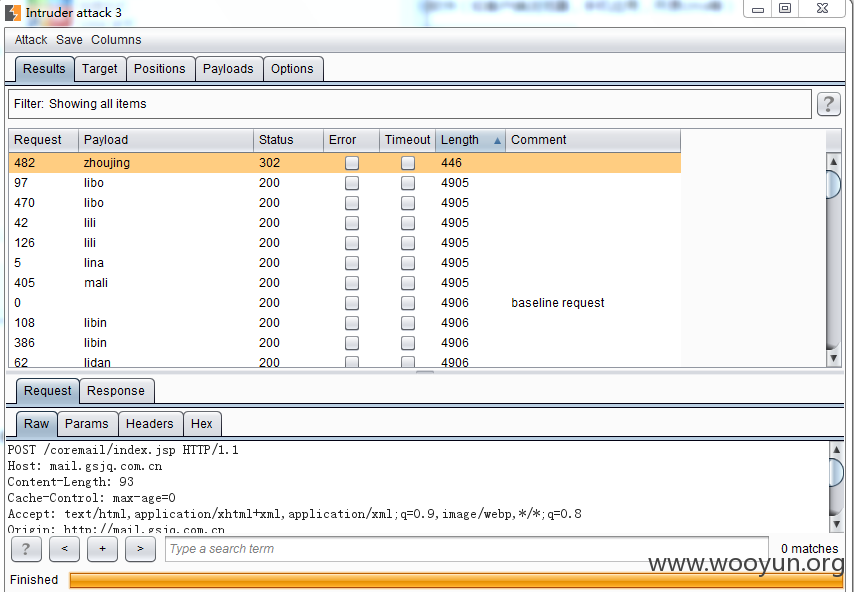 Intruder attack 3
Attack Save Columns
Results Target Positions Payloads Options
Filter: Showing all items ?
Request Payload Status Error Timeout Length Comment
482 zhoujing 302 446
97 libo 200 4905
470 libo 200 4905
42 lili 200 4905
126 lili 200 4905
5 lina 200 4905
405 mali 200 4905
0 200 4906 baseline request
108 libin 200 4906
386 libin 200 4906
62 lidan 200 4906
Request Response
Raw Params Headers Hex
POST /coremail/index.jsp HTTP/1.1
Host: mail.gsjq.com.cn
Content-Length: 93
Cache-Control: max-age=0
Accept: text/html,application/xhtml+xml,application/xml;q=0.9,image/webp,*/*;q=0.8
Origin: http://mail.gsjq.com.cn
? < + > Type a search term 0 matches
www.wooyun.org
Finished